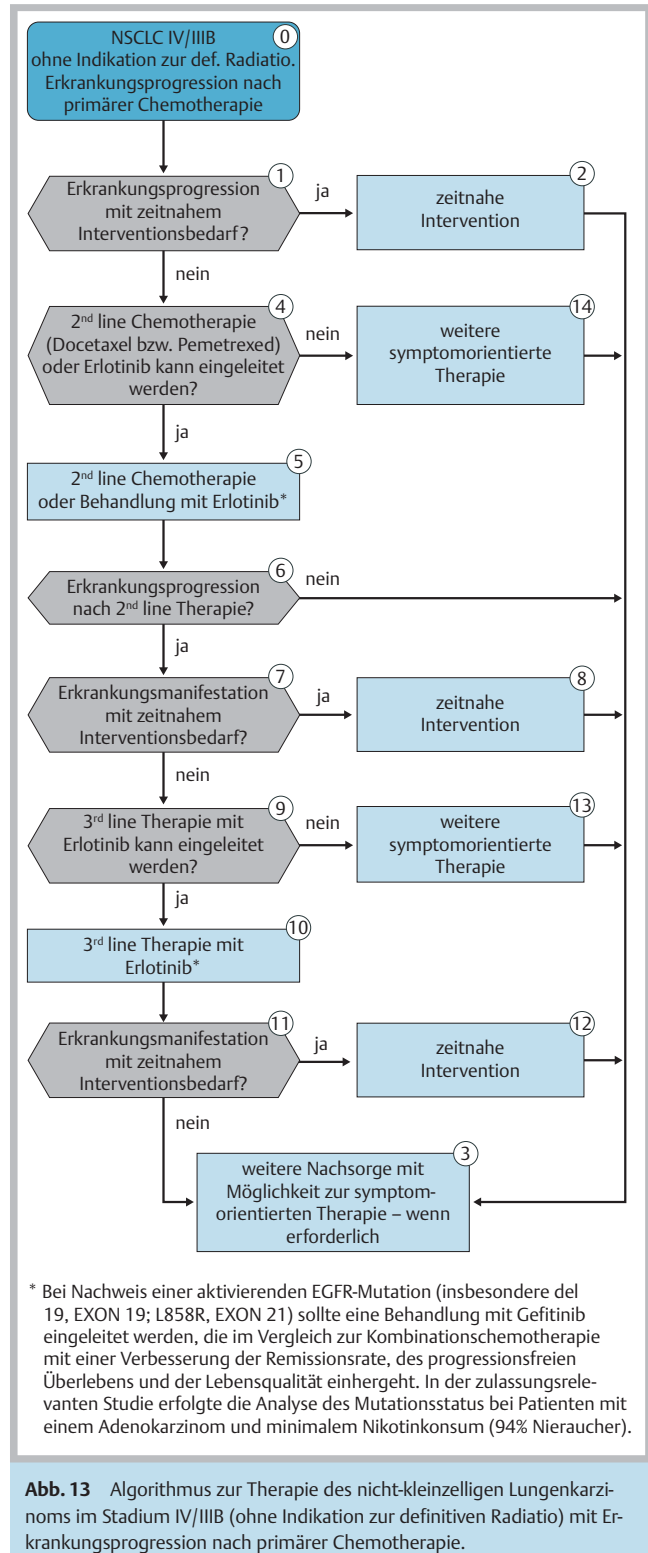 NSCLC IV/IIIB
0
ohne Indikation zur def. Radiatio.
Erkrankungsprogression nach
primärer Chemotherapie
1
Erkrankungsprogression
mit zeitnahem
Interventionsbedarf?
ja
2
zeitnahe
Intervention
nein
4
2nd line Chemotherapie
(Docetaxel bzw. Pemetrexed)
oder Erlotinib kann eingeleitet
werden?
nein
14
weitere
symptomorientierte
Therapie
ja
5
2nd line Chemotherapie
oder Behandlung mit Erlotinib*
6
Erkrankungsprogression
nach 2nd line Therapie?
nein
ja
7
Erkrankungsmanifestation
mit zeitnahem
Interventionsbedarf?
ja
8
zeitnahe
Intervention
nein
9
3rd line Therapie mit
Erlotinib kann eingeleitet
werden?
nein
13
weitere
symptomorientierte
Therapie
ja
10
3rd line Therapie mit
Erlotinib*
11
Erkrankungsmanifestation
mit zeitnahem
Interventionsbedarf?
ja
12
zeitnahe
Intervention
nein
3
weitere Nachsorge mit
Möglichkeit zur symptom-
orientierten Therapie – wenn
erforderlich
* Bei Nachweis einer aktivierenden EGFR-Mutation (insbesondere del
19, EXON 19; L858R, EXON 21) sollte eine Behandlung mit Gefitinib
eingeleitet werden, die im Vergleich zur Kombinationschemotherapie
mit einer Verbesserung der Remissionsrate, des progressionsfreien
Überlebens und der Lebensqualität einhergeht. In der zulassungsrele-
vanten Studie erfolgte die Analyse des Mutationsstatus bei Patienten mit
einem Adenokarzinom und minimalem Nikotinkonsum (94% Nieraucher).
Abb. 13 Algorithmus zur Therapie des nicht-kleinzelligen Lungenkarzi-
noms im Stadium IV/IIIB (ohne Indikation zur definitiven Radiatio) mit Er-
krankungsprogression nach primärer Chemotherapie.